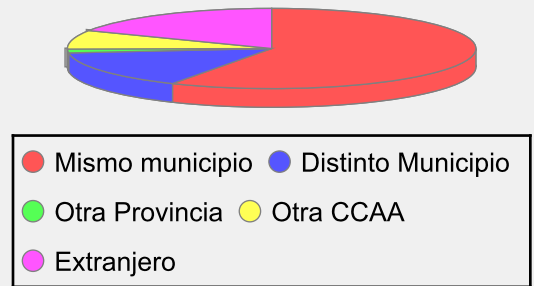 Mismo municipio Distinto Municipio
Otra Provincia Otra CCAA
Extranjero